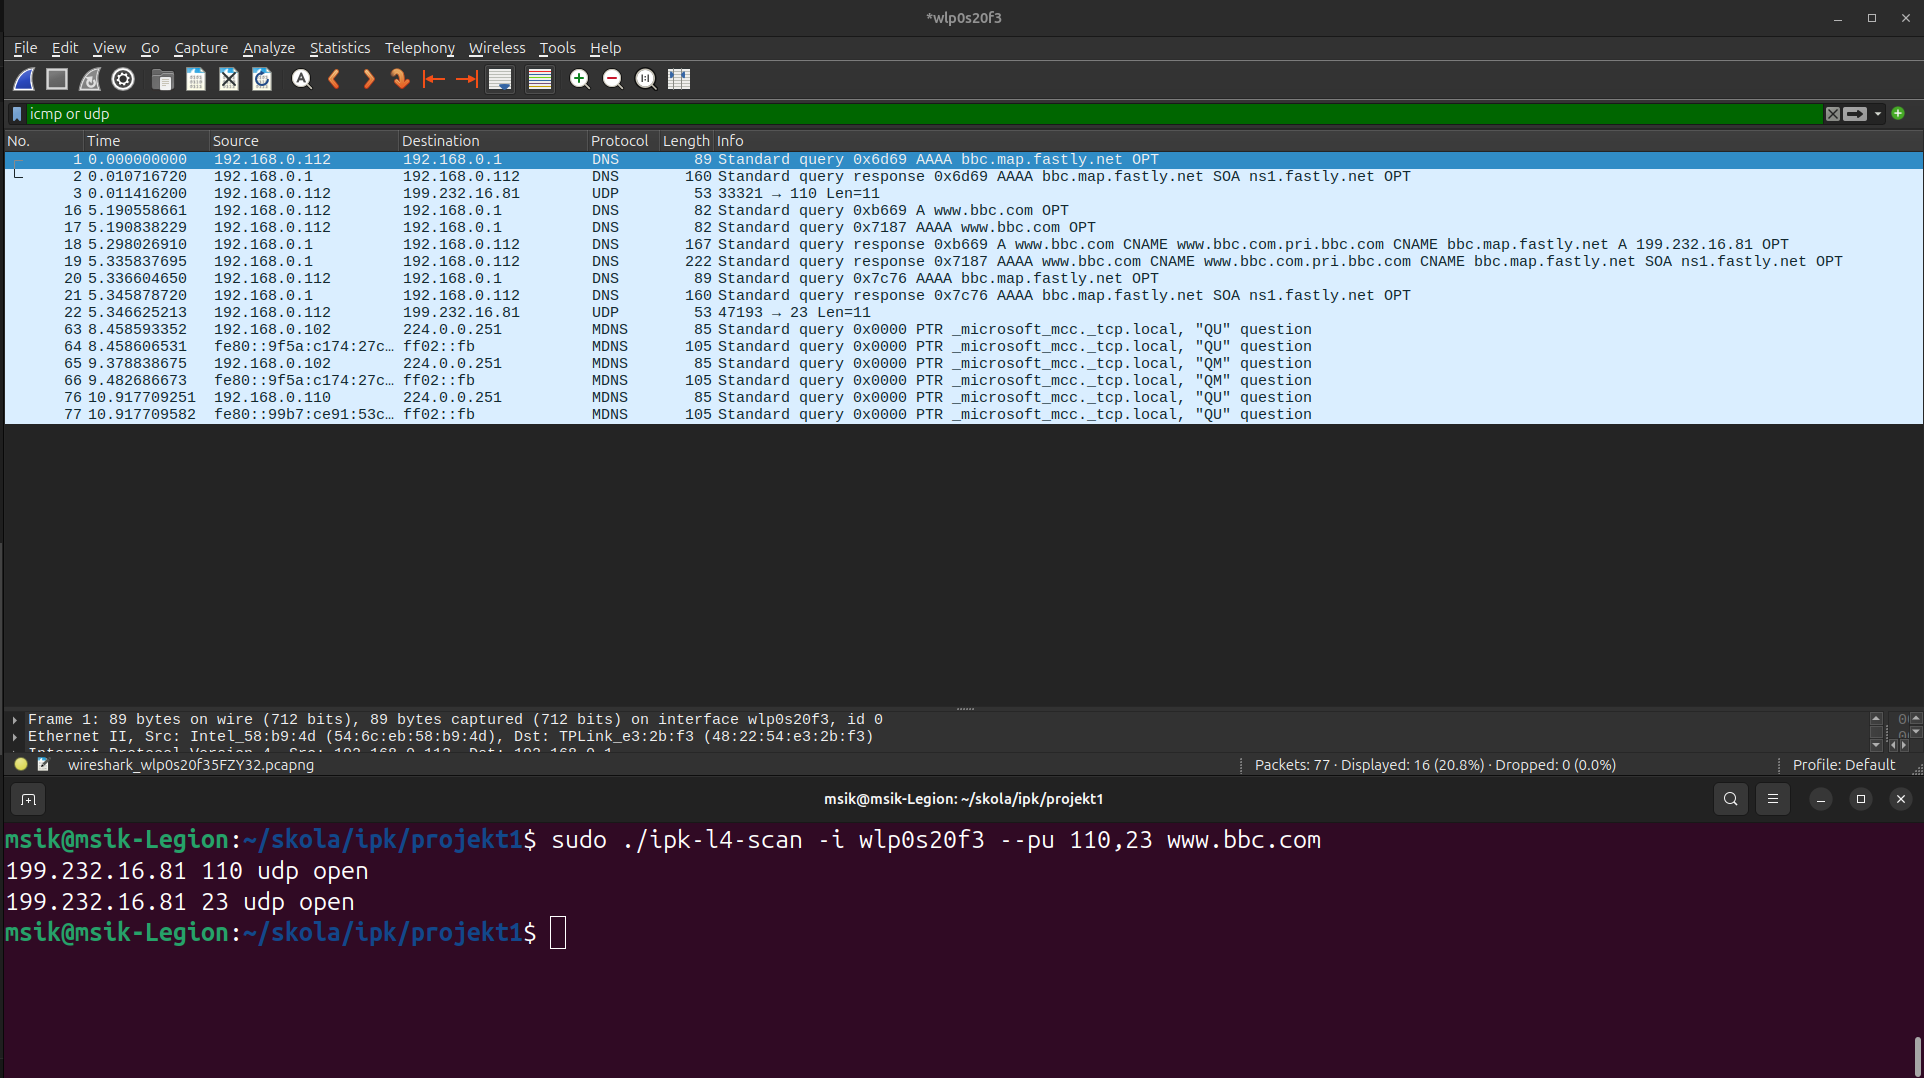 *wlp0s20f3
File Edit View Go Capture Analyze Statistics Telephony Wireless Tools Help
icmp or udp
No. Time Source Destination Protocol Length Info
1 0.000000000 192.168.0.112 192.168.0.1 DNS 89 Standard query 0x6d69 AAAA bbc.map.fastly.net OPT
2 0.010716720 192.168.0.1 192.168.0.112 DNS 160 Standard query response 0x6d69 AAAA bbc.map.fastly.net SOA ns1.fastly.net OPT
3 0.011416200 192.168.0.112 199.232.16.81 UDP 53 33321 → 110 Len=11
16 5.190558661 192.168.0.112 192.168.0.1 DNS 82 Standard query 0xb669 A www.bbc.com OPT
17 5.190838229 192.168.0.112 192.168.0.1 DNS 82 Standard query 0x7187 AAAA www.bbc.com OPT
18 5.298026910 192.168.0.1 192.168.0.112 DNS 167 Standard query response 0xb669 A www.bbc.com CNAME www.bbc.com.pri.bbc.com CNAME bbc.map.fastly.net A 199.232.16.81 OPT
19 5.335837695 192.168.0.1 192.168.0.112 DNS 222 Standard query response 0x7187 AAAA www.bbc.com CNAME www.bbc.com.pri.bbc.com CNAME bbc.map.fastly.net SOA ns1.fastly.net OPT
20 5.336604650 192.168.0.112 192.168.0.1 DNS 89 Standard query 0x7c76 AAAA bbc.map.fastly.net OPT
21 5.345878720 192.168.0.1 192.168.0.112 DNS 160 Standard query response 0x7c76 AAAA bbc.map.fastly.net SOA ns1.fastly.net OPT
22 5.346625213 192.168.0.112 199.232.16.81 UDP 53 47193 → 23 Len=11
63 8.458593352 192.168.0.102 224.0.0.251 MDNS 85 Standard query 0x0000 PTR _microsoft_mcc._tcp.local, "QU" question
64 8.458606531 fe80::9f5a:c174:27c… ff02::fb MDNS 105 Standard query 0x0000 PTR _microsoft_mcc._tcp.local, "QU" question
65 9.378838675 192.168.0.102 224.0.0.251 MDNS 85 Standard query 0x0000 PTR _microsoft_mcc._tcp.local, "QM" question
66 9.482686673 fe80::9f5a:c174:27c… ff02::fb MDNS 105 Standard query 0x0000 PTR _microsoft_mcc._tcp.local, "QM" question
76 10.917709251 192.168.0.110 224.0.0.251 MDNS 85 Standard query 0x0000 PTR _microsoft_mcc._tcp.local, "QU" question
77 10.917709582 fe80::99b7:ce91:53c… ff02::fb MDNS 105 Standard query 0x0000 PTR _microsoft_mcc._tcp.local, "QU" question
Frame 1: 89 bytes on wire (712 bits), 89 bytes captured (712 bits) on interface wlp0s20f3, id 0
Ethernet II, Src: Intel_58:b9:4d (54:6c:eb:58:b9:4d), Dst: TPLink_e3:2b:f3 (48:22:54:e3:2b:f3)
Internet Protocol Version 4, Src: 192.168.0.112, Dst: 192.168.0.1
wireshark_wlp0s20f35FZY32.pcapng Packets: 77 · Displayed: 16 (20.8%) · Dropped: 0 (0.0%) Profile: Default
msik@msik-Legion: ~/skola/ipk/projekt1
msik@msik-Legion:~/skola/ipk/projekt1$ sudo ./ipk-l4-scan -i wlp0s20f3 --pu 110,23 www.bbc.com
199.232.16.81 110 udp open
199.232.16.81 23 udp open
msik@msik-Legion:~/skola/ipk/projekt1$